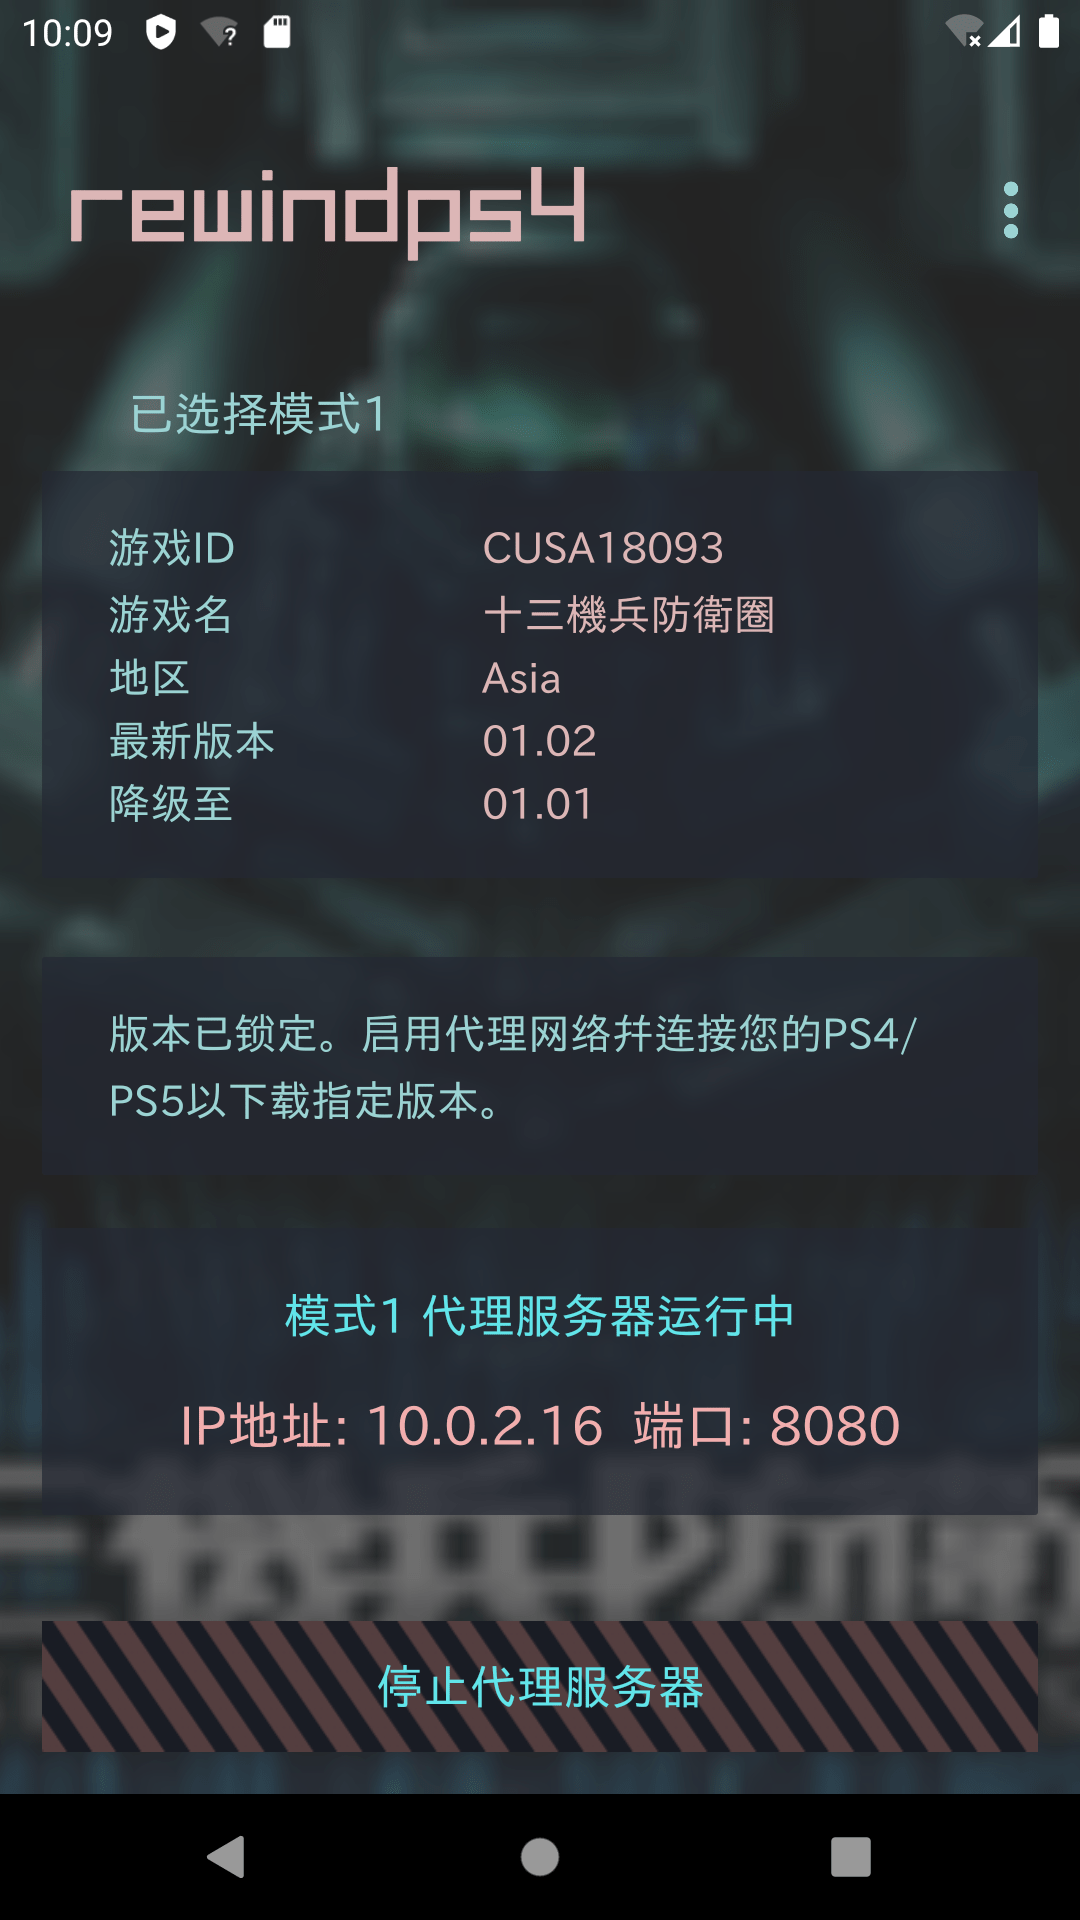 10:09
rewindps4
已选择模式1
游戏ID CUSA18093
游戏名 十三機兵防衛圏
地区 Asia
最新版本 01.02
降级至 01.01
版本已锁定。启用代理网络并连接您的PS4/
PS5以下载指定版本。
模式1 代理服务器运行中
IP地址: 10.0.2.16 端口: 8080
三機兵防衛
停止代理服务器